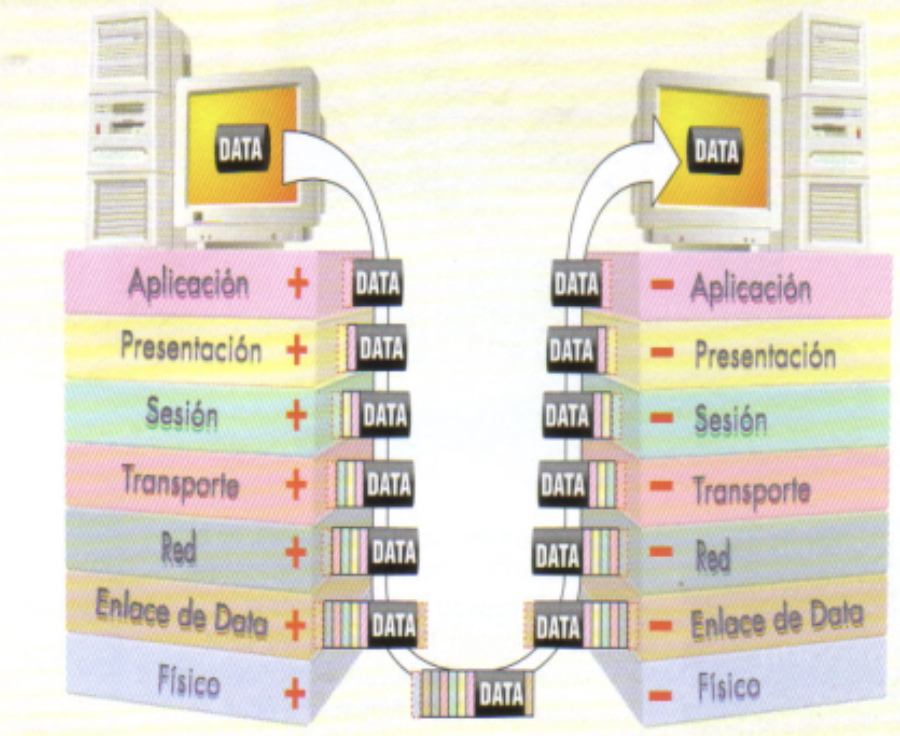 DATA DATA
Aplicación + DATA DATA - Aplicación
Presentación + DATA DATA - Presentación
Sesión + DATA DATA - Sesión
Transporte + DATA DATA - Transporte
Red + DATA DATA - Red
Enlace de Data + DATA DATA - Enlace de Data
Físico + DATA - Físico